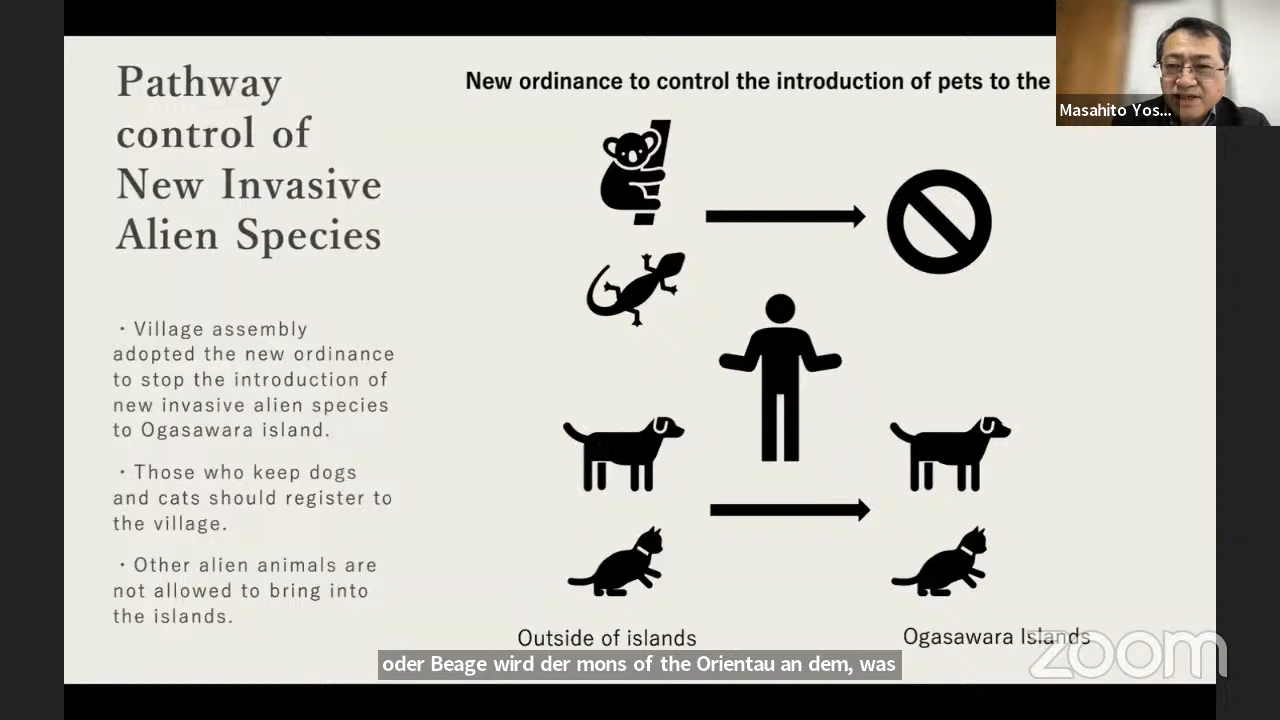 Pathway
control of
New Invasive
Alien Species
・Village assembly
adopted the new ordinance
to stop the introduction of
new invasive alien species
to Ogasawara island.
・Those who keep dogs
and cats should register to
the village.
・Other alien animals are
not allowed to bring into
the islands.
New ordinance to control the introduction of pets to the
Outside of islands
Ogasawara Islands
Masahito Yos...
oder Beage wird der mons of the Orientau an dem, was
zoom